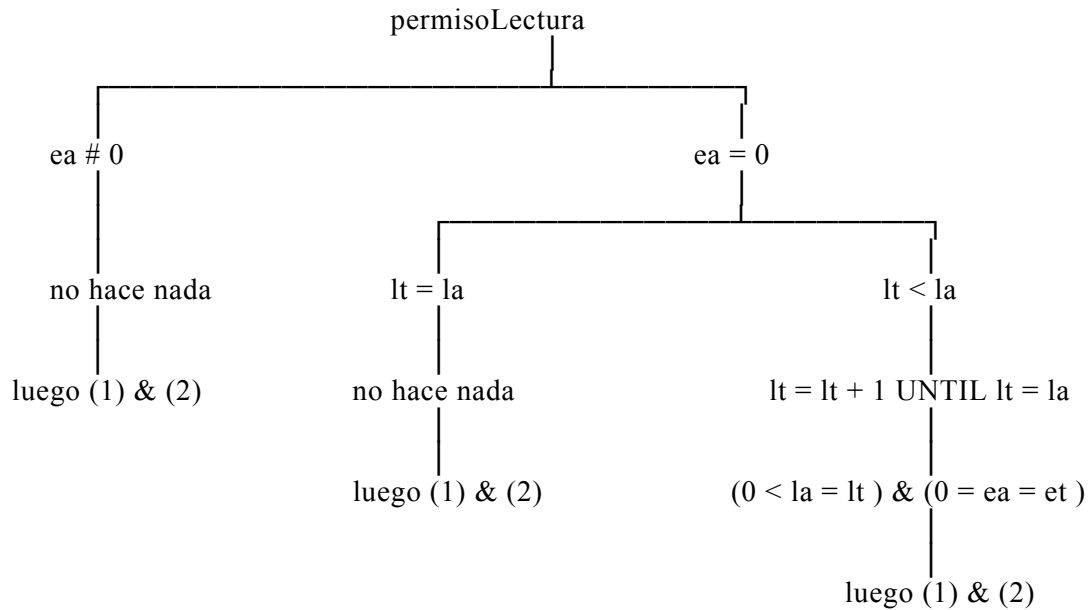 permisoLectura
ea # 0 ea = 0
no hace nada lt = la lt < la
luego (1) & (2) no hace nada lt = lt + 1 UNTIL lt = la
luego (1) & (2) (0 < la = lt ) & (0 = ea = et )
luego (1) & (2)